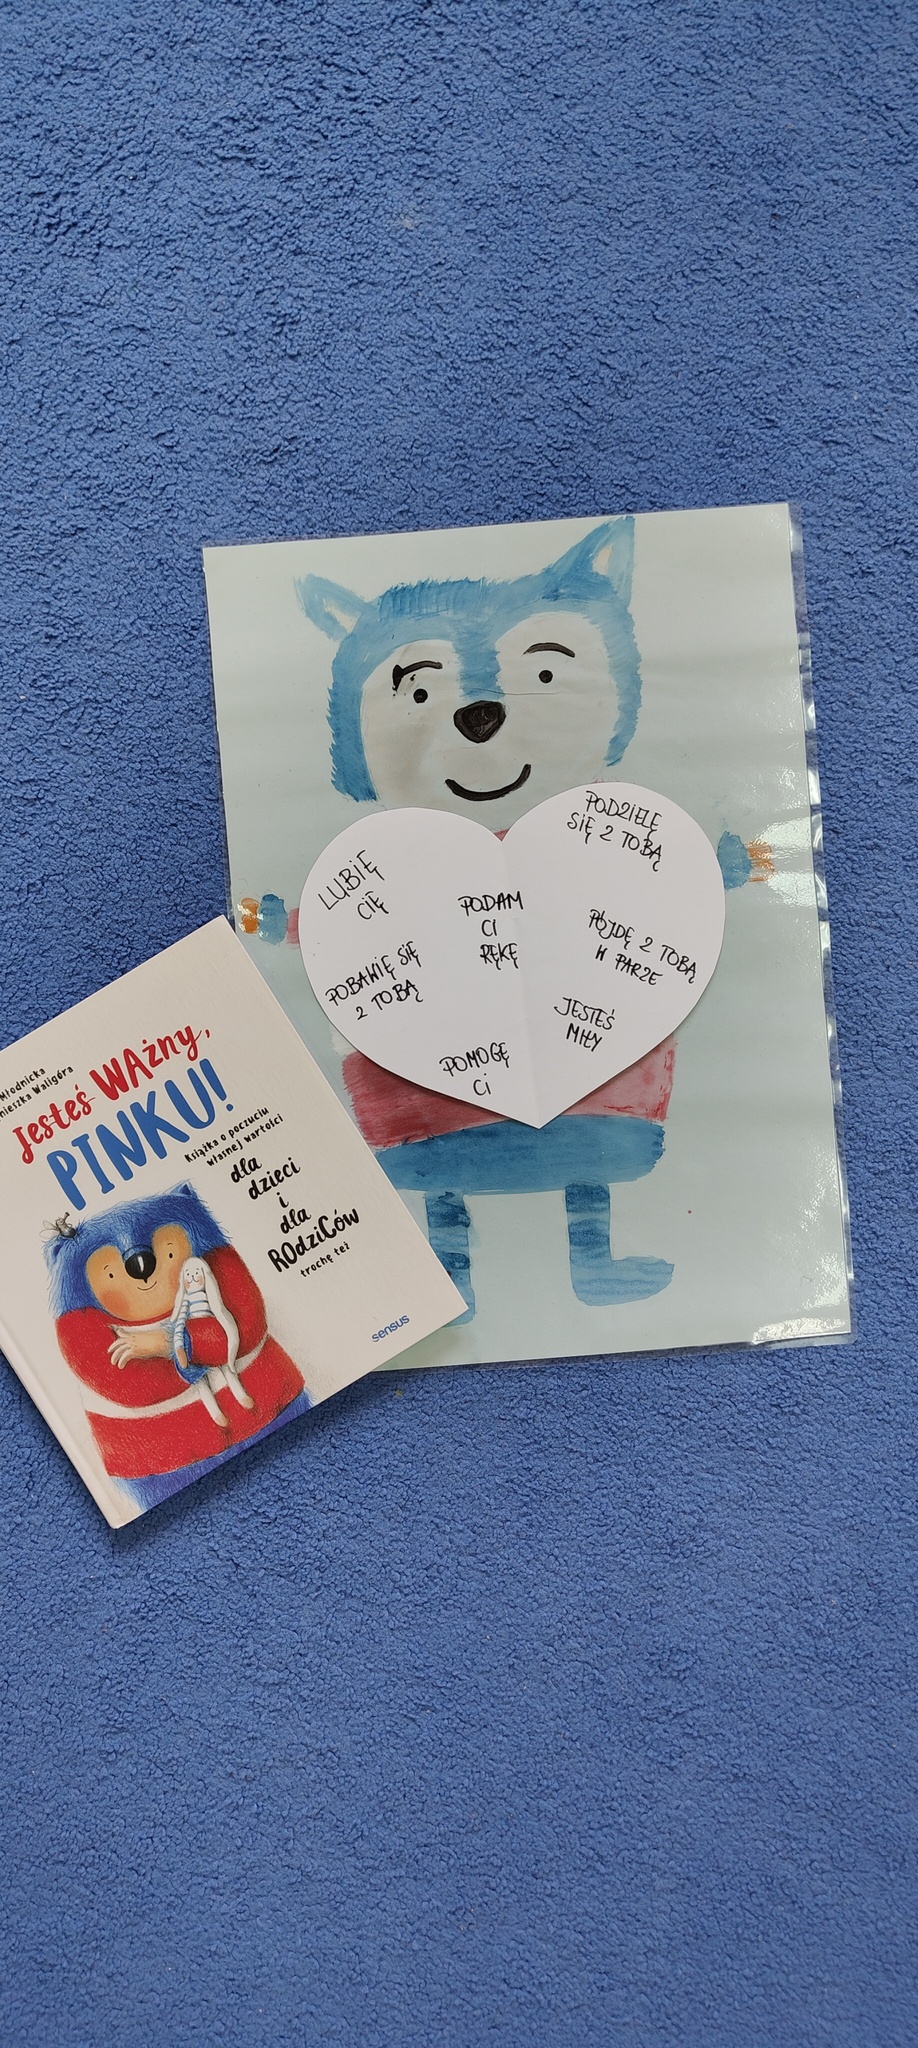 LUBIĘ
CIĘ
PODAM
CI
RĘKĘ
PODZIELĘ
SIĘ Z TOBĄ
POBAWIĘ SIĘ
Z TOBĄ
PÓJDĘ Z TOBĄ
W PARZE
JESTEŚ
MIŁY
POMOGĘ
Ci
Młodnicka
nieszka Waligóra
Jesteś WAżny,
PINKU!
Książka o poczuciu
własnej wartości
dla
dzieci
i
dla
ROdziCów
trochę też
sensus